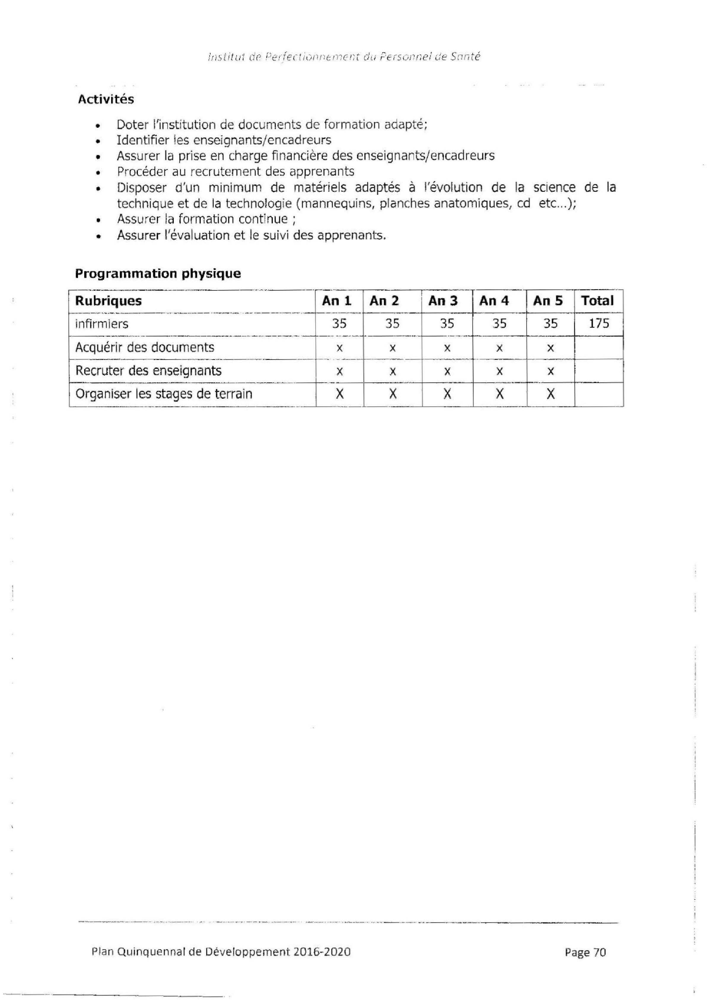 Institut de Perfectionnement du Personnel de Santé
Activités
• Doter l'institution de documents de formation adapté;
• Identifier les enseignants/encadreurs
• Assurer la prise en charge financière des enseignants/encadreurs
• Procéder au recrutement des apprenants
• Disposer d'un minimum de matériels adaptés à l'évolution de la science de la
technique et de la technologie (mannequins, planches anatomiques, cd etc...);
• Assurer la formation continue ;
• Assurer l'évaluation et le suivi des apprenants.
Programmation physique
Rubriques An 1 An 2 An 3 An 4 An 5 Total
infirmiers 35 35 35 35 35 175
Acquérir des documents x x x x x
Recruter des enseignants x x x x x
Organiser les stages de terrain X X X X X
Plan Quinquennal de Développement 2016-2020 Page 70